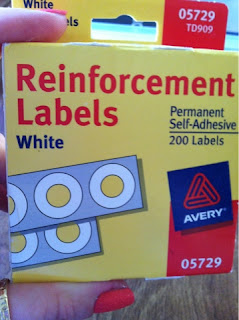 White
05729
TD909
Reinforcement
Labels
White
Permanent
Self-Adhesive
200 Labels
AVERY
05729